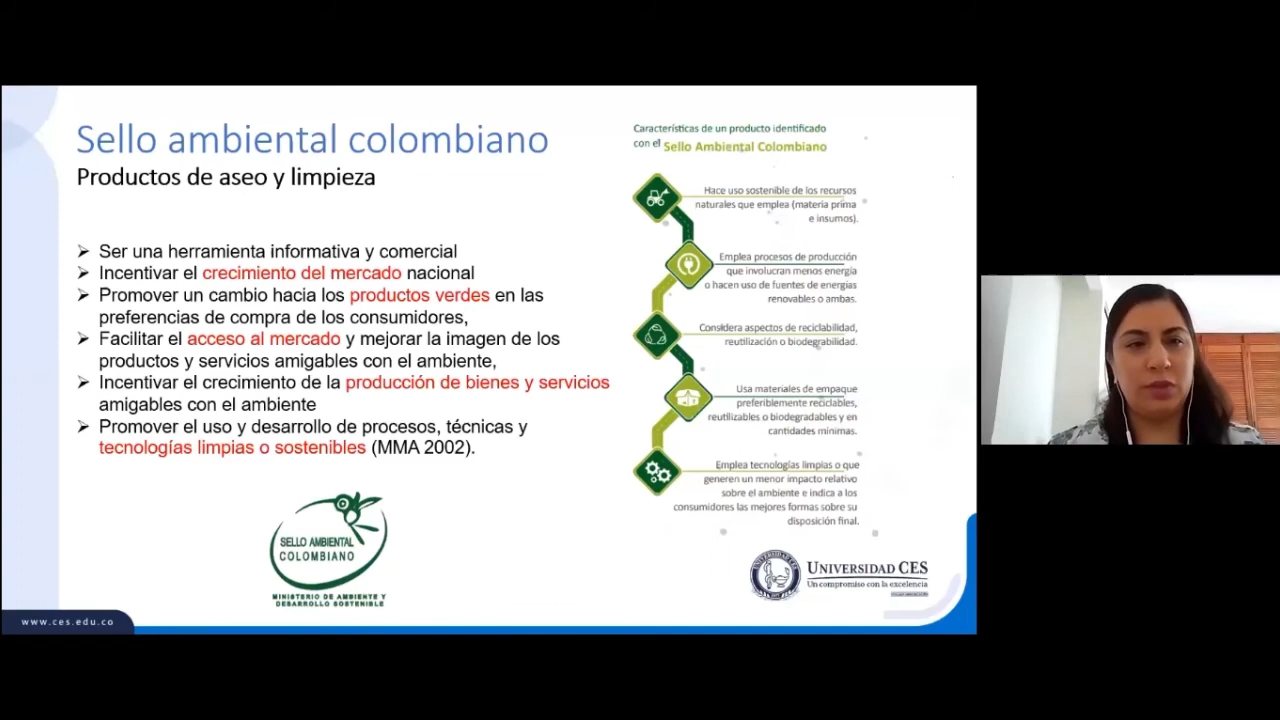 Sello ambiental colombiano
Productos de aseo y limpieza
➢ Ser una herramienta informativa y comercial
➢ Incentivar el crecimiento del mercado nacional
➢ Promover un cambio hacia los productos verdes en las
preferencias de compra de los consumidores,
➢ Facilitar el acceso al mercado y mejorar la imagen de los
productos y servicios amigables con el ambiente,
➢ Incentivar el crecimiento de la producción de bienes y servicios
amigables con el ambiente
➢ Promover el uso y desarrollo de procesos, técnicas y
tecnologías limpias o sostenibles (MMA 2002).
SELLO AMBIENTAL
COLOMBIANO
MINISTERIO DE AMBIENTE Y
DESARROLLO SOSTENIBLE
www.ces.edu.co
Características de un producto identificado
con el Sello Ambiental Colombiano
Hace uso sostenible de los recursos
naturales que emplea (materia prima
e insumos).
Emplea procesos de producción
que involucran menos energía
o hacen uso de fuentes de energías
renovables o ambas.
Considera aspectos de reciclabilidad,
reutilización o biodegrabilidad.
Usa materiales de empaque
preferiblemente reciclables,
reutilizables o biodegradables y en
cantidades mínimas.
Emplea tecnologías limpias o que
generen un menor impacto relativo
sobre el ambiente e indica a los
consumidores las mejores formas sobre su
disposición final.
UNIVERSIDAD CES
Un compromiso con la excelencia